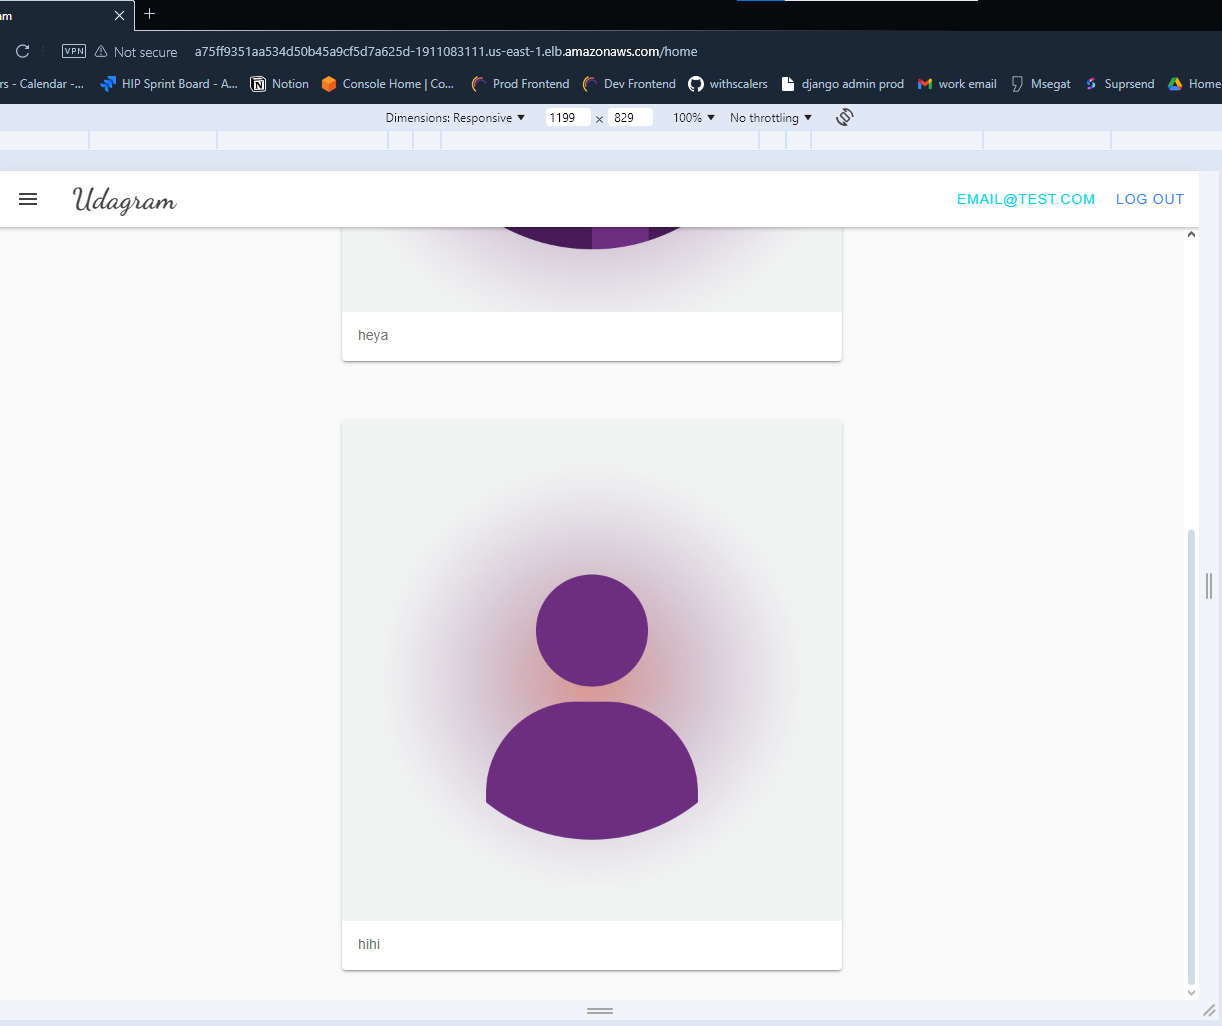 am
VPN Not secure a75ff9351aa534d50b45a9cf5d7a625d-1911083111.us-east-1.elb.amazonaws.com/home
rs - Calendar -... HIP Sprint Board - A... Notion Console Home | Co... Prod Frontend Dev Frontend withscalers django admin prod work email Msegat Suprsend Home
Dimensions: Responsive 1199 × 829 100% No throttling
Udagram EMAIL@TEST.COM LOG OUT
heya
hihi